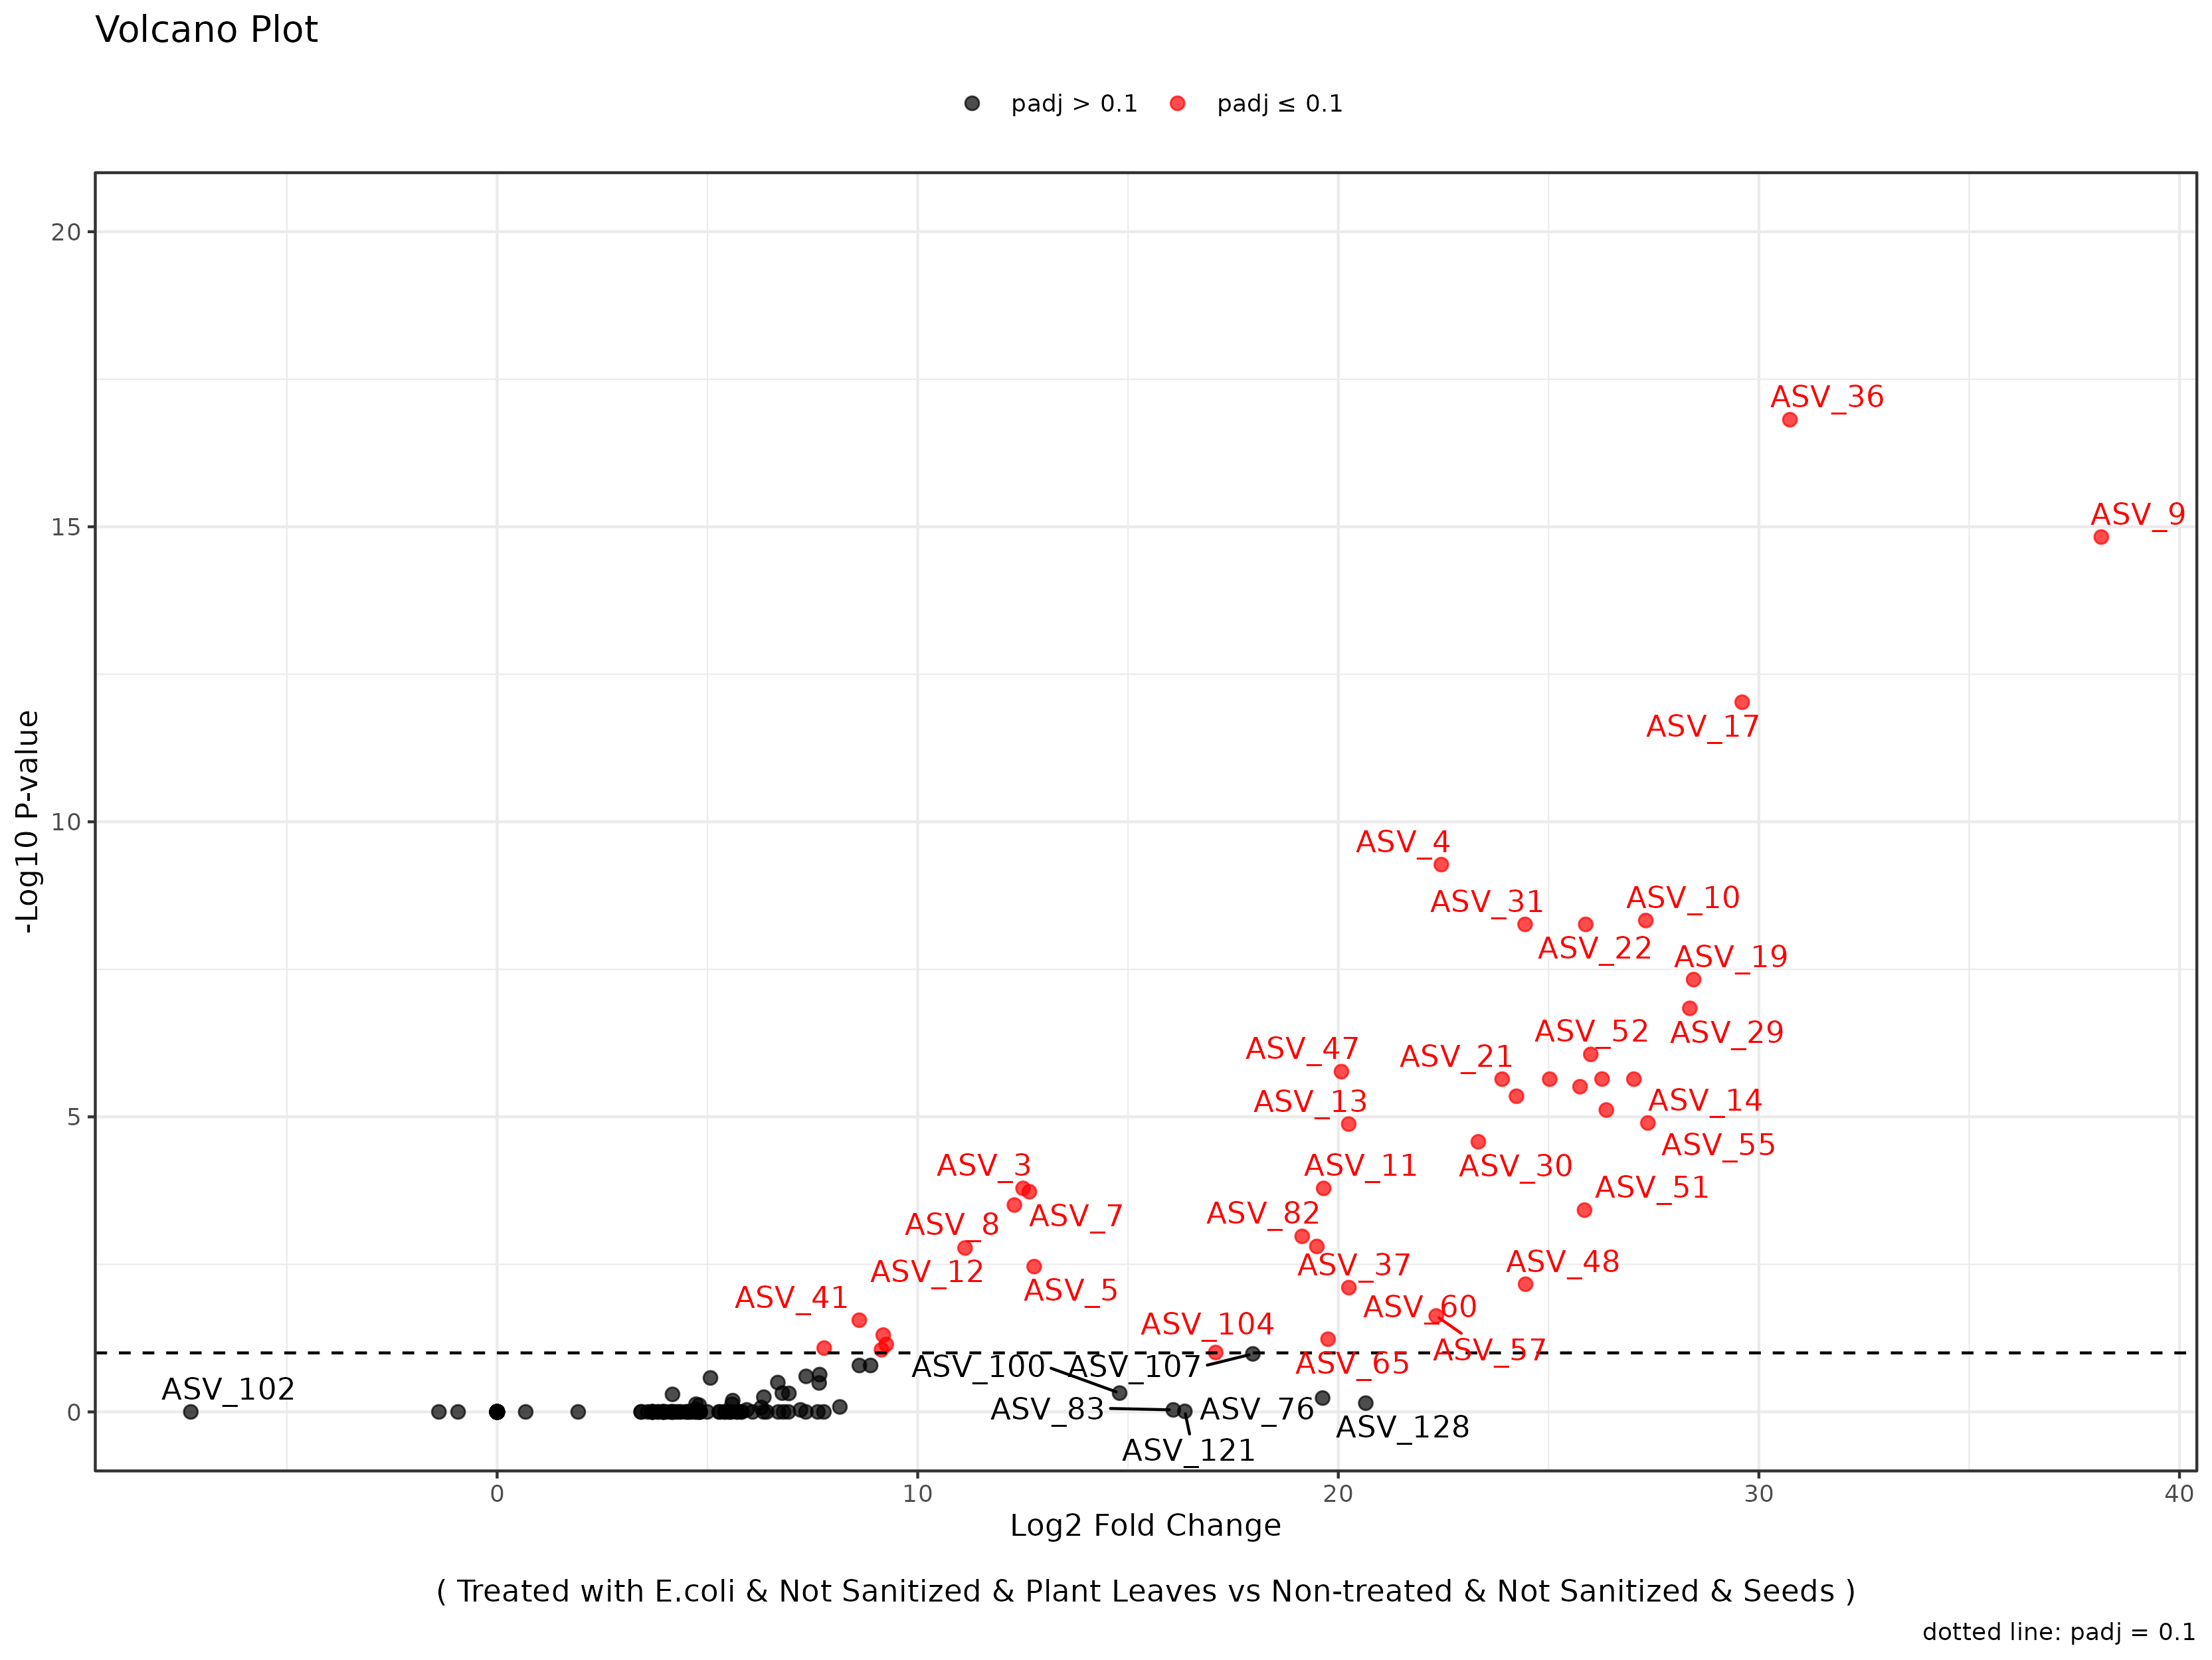 Volcano Plot
padj > 0.1 padj ≤ 0.1
20
15
10
5
0
-Log10 P-value
ASV_36
ASV_9
ASV_17
ASV_4
ASV_10
ASV_31
ASV_22
ASV_19
ASV_52
ASV_29
ASV_47
ASV_21
ASV_13
ASV_14
ASV_55
ASV_3
ASV_11
ASV_30
ASV_51
ASV_82
ASV_7
ASV_8
ASV_37
ASV_48
ASV_12
ASV_5
ASV_41
ASV_60
ASV_104
ASV_57
ASV_65
ASV_100
ASV_107
ASV_102
ASV_83
ASV_76
ASV_128
ASV_121
0 10 20 30 40
Log2 Fold Change
( Treated with E.coli & Not Sanitized & Plant Leaves vs Non-treated & Not Sanitized & Seeds )
dotted line: padj = 0.1